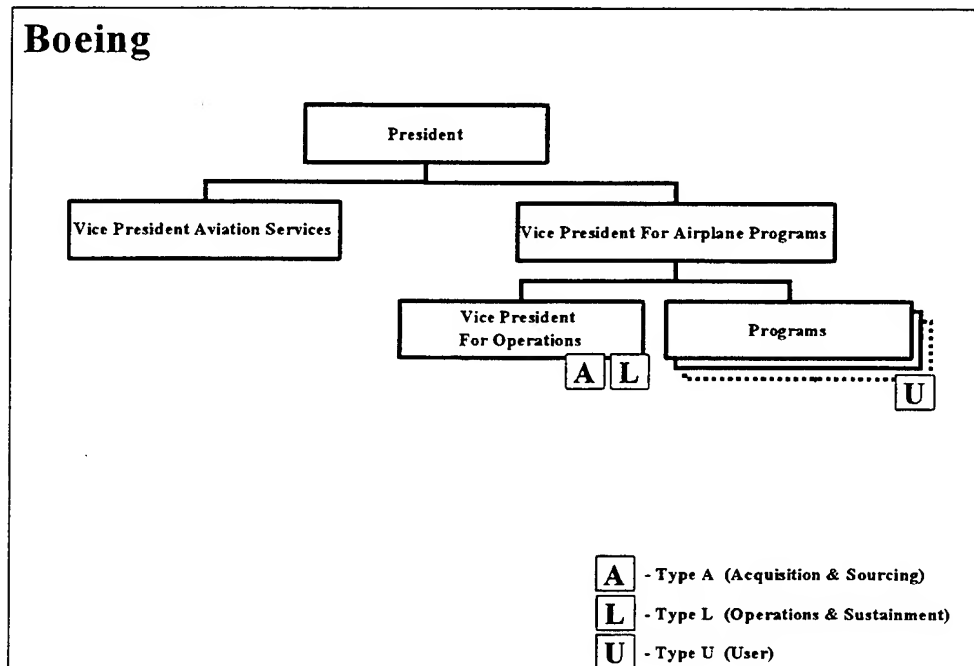 Boeing
President
Vice President Aviation Services
Vice President For Airplane Programs
Vice President
For Operations
Programs
A L
U
A - Type A (Acquisition & Sourcing)
L - Type L (Operations & Sustainment)
U - Type U (User)